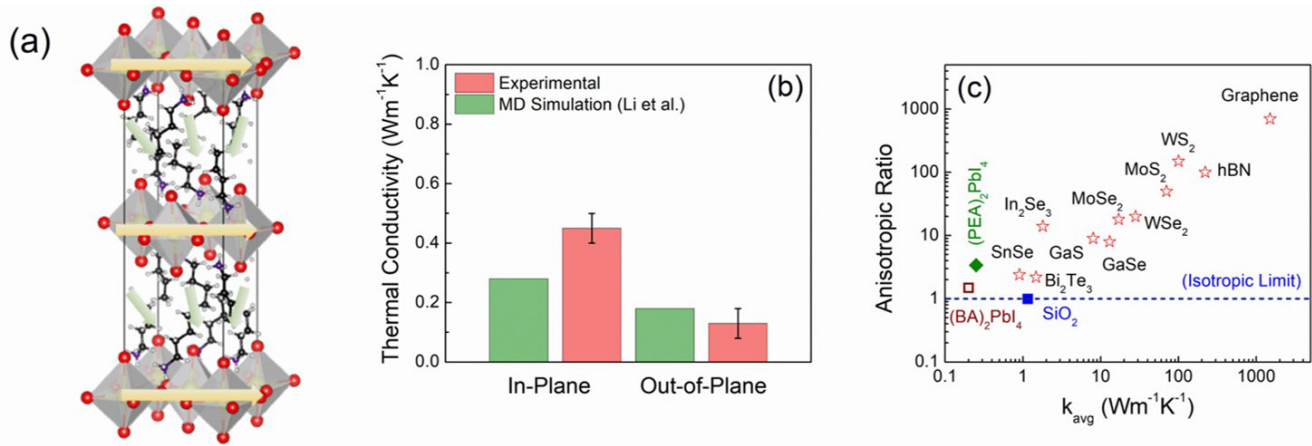 (a)
Thermal Conductivity (Wm⁻¹K⁻¹)
1.0
0.8
0.6
0.4
0.2
0.0
Experimental
MD Simulation (Li et al.)
(b)
In-Plane
Out-of-Plane
Anisotropic Ratio
1000
100
10
1
0.1
(c)
Graphene
WS₂
MoS₂
hBN
(PEA)₂PbI₄
In₂Se₃
MoSe₂
WSe₂
SnSe
GaS
GaSe
Bi₂Te₃
(Isotropic Limit)
(BA)₂PbI₄
SiO₂
0.1
1
10
100
1000
k_avg (Wm⁻¹K⁻¹)